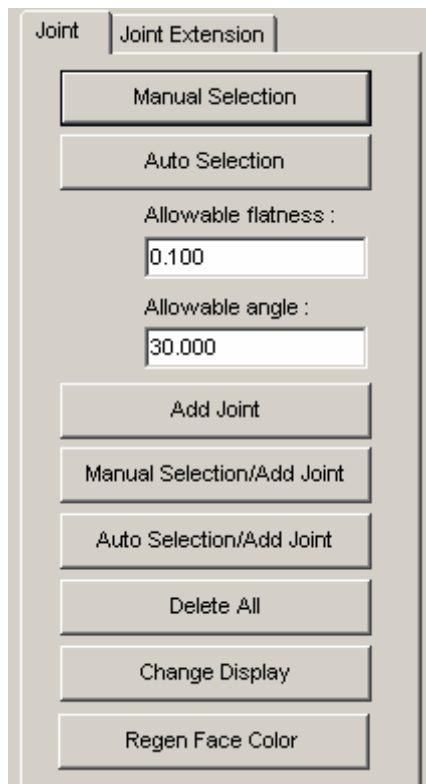 Joint Joint Extension
Manual Selection
Auto Selection
Allowable flatness :
0.100
Allowable angle :
30.000
Add Joint
Manual Selection/Add Joint
Auto Selection/Add Joint
Delete All
Change Display
Regen Face Color